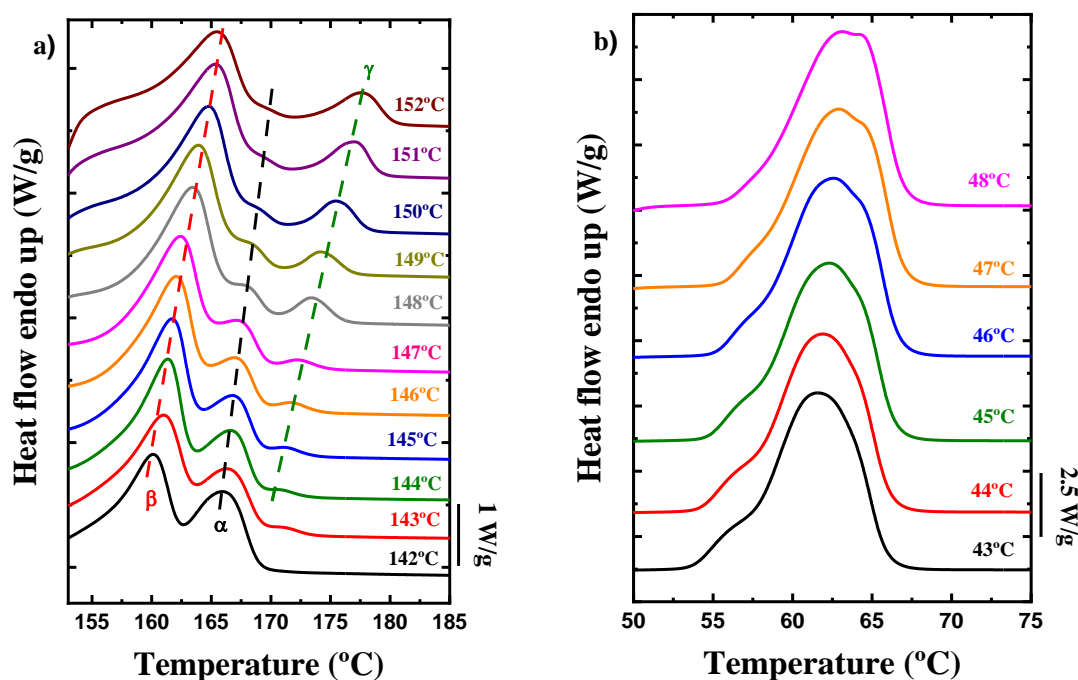 a)
γ
152ºC
151ºC
150ºC
149ºC
148ºC
147ºC
146ºC
145ºC
144ºC
143ºC
142ºC
β
α
1 W/g
Heat flow endo up (W/g)
155 160 165 170 175 180 185
Temperature (ºC)
b)
48ºC
47ºC
46ºC
45ºC
44ºC
43ºC
2.5 W/g
Heat flow endo up (W/g)
50 55 60 65 70 75
Temperature (ºC)